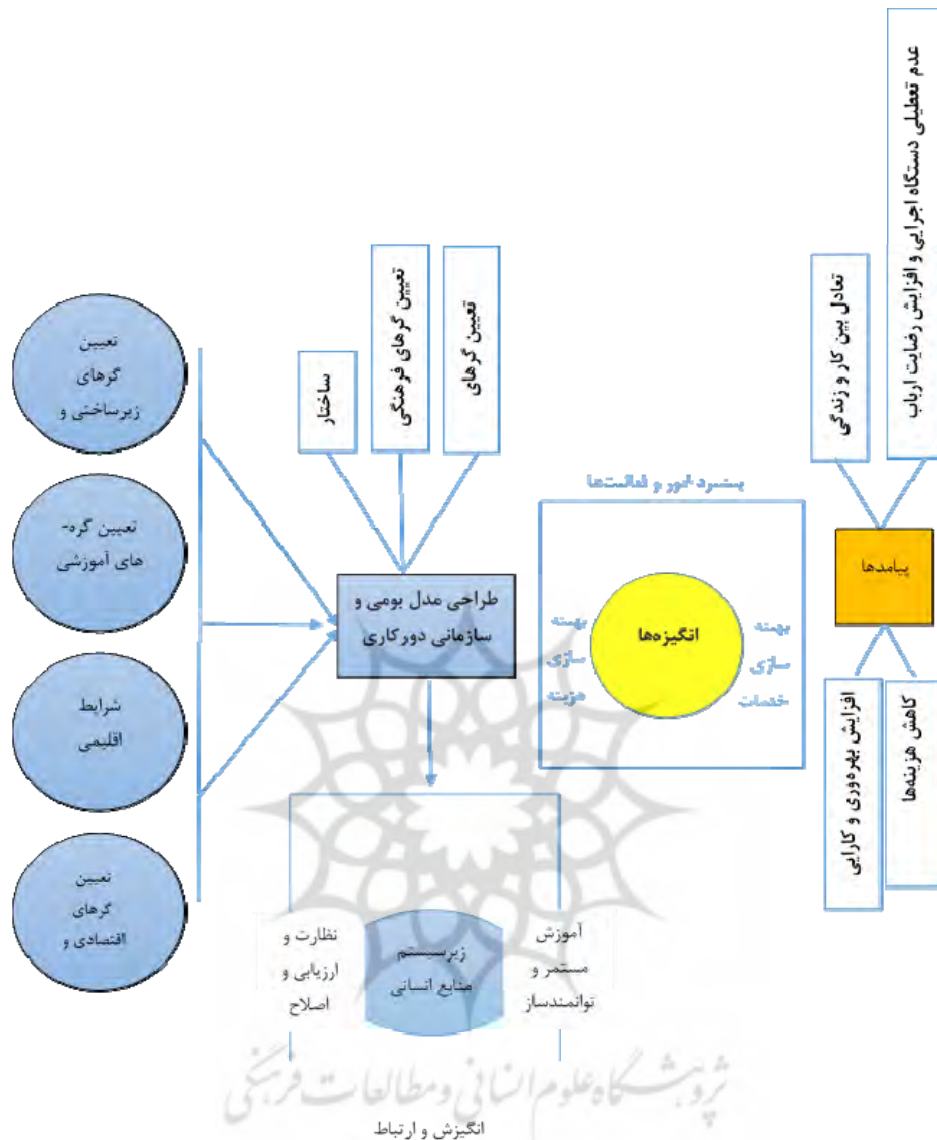 عدم تعطیلی دستگاه اجرایی و افزایش رضایت ارباب
تعادل بین کار و زندگی
پیامدها
کاهش هزینه‌ها
افزایش بهره‌وری و کارایی
پیشبرد امور و فعالیت‌ها
انگیزه‌ها
بهینه
سازی
خدمات
بهینه
سازی
هزینه
تعیین گرهای
تعیین گرهای فرهنگی
ساختار
طراحی مدل بومی و
سازمانی دورکاری
تعیین
گرهای
زیرساختی و
تعیین گره-
های آموزشی
شرایط
اقلیمی
تعیین
گرهای
اقتصادی و
آموزش
مستمر و
توانمندساز
زیرسیستم
منابع انسانی
نظارت و
ارزیابی و
اصلاح
انگیزش و ارتباط
پژوهشگاه علوم انسانی و مطالعات فرهنگی